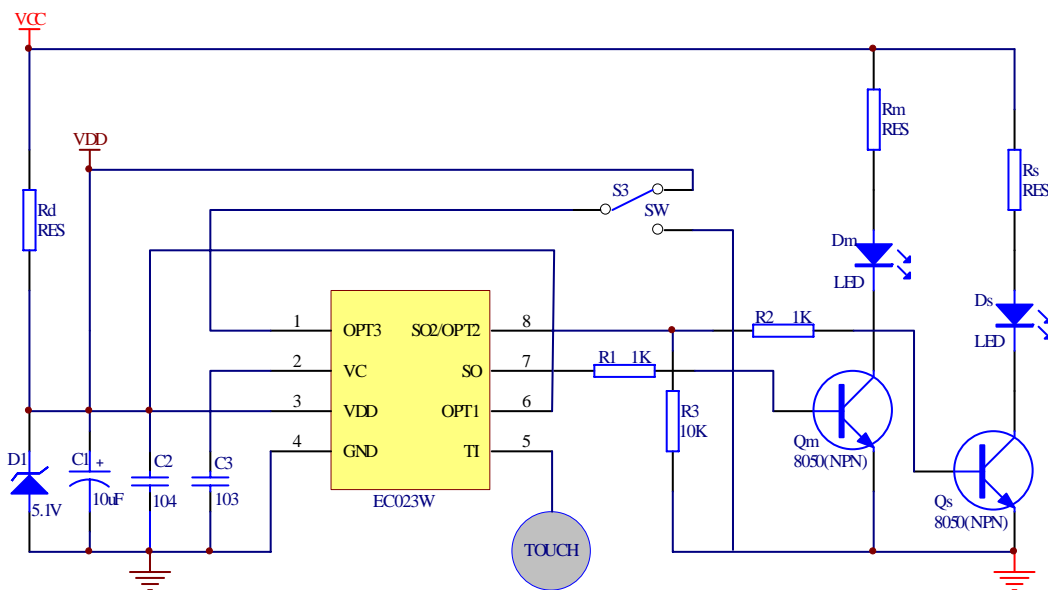 VCC
VDD
Rd
RES
S3
SW
Rm
RES
Rs
RES
Dm
LED
Ds
LED
1
OPT3
SO2/OPT2
8
R2 1K
2
VC
SO
7
R1 1K
3
VDD
OPT1
6
R3
10K
4
GND
TI
5
EC023W
D1
5.1V
C1
+
10uF
C2
104
C3
103
Qm
8050(NPN)
Qs
8050(NPN)
TOUCH